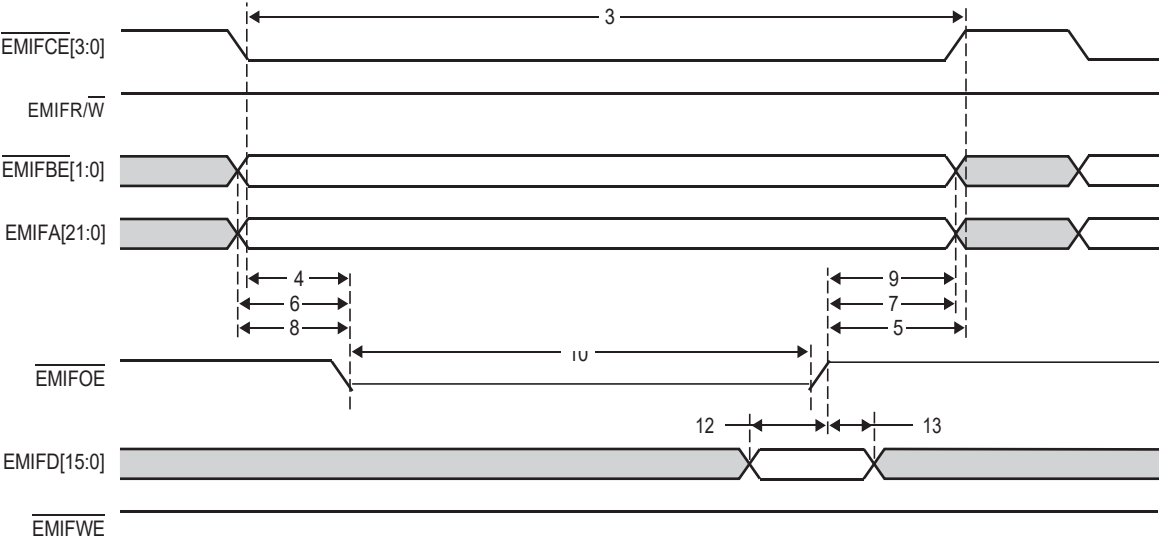 3
EMIFCE[3:0]
EMIFR/W
EMIFBE[1:0]
EMIFA[21:0]
4
9
6
7
8
5
10
EMIFOE
12
13
EMIFD[15:0]
EMIFWE